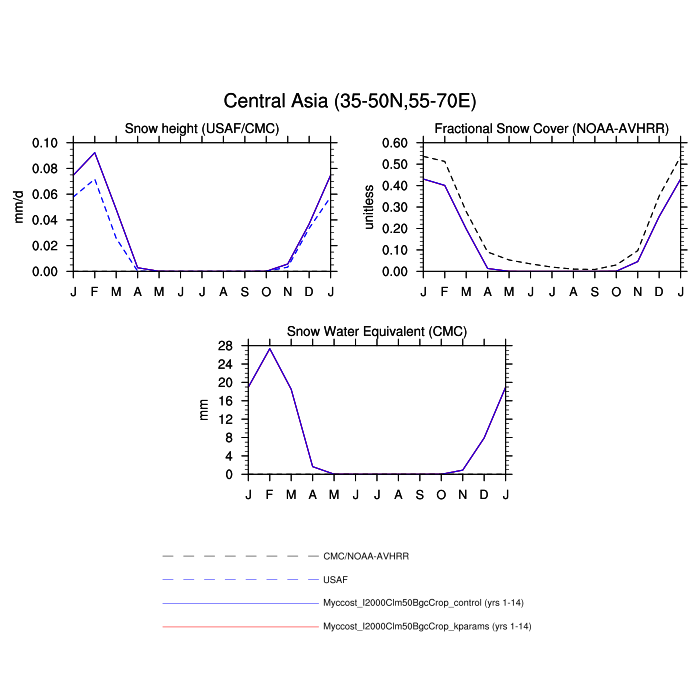 Central Asia (35-50N,55-70E)
Snow height (USAF/CMC)
0.10
0.08
0.06
0.04
0.02
0.00
mm/d
J F M A M J J A S O N D J
Fractional Snow Cover (NOAA-AVHRR)
0.60
0.50
0.40
0.30
0.20
0.10
0.00
unitless
J F M A M J J A S O N D J
Snow Water Equivalent (CMC)
28
24
20
16
12
8
4
0
mm
J F M A M J J A S O N D J
CMC/NOAA-AVHRR
USAF
Myccost_I2000Clm50BgcCrop_control (yrs 1-14)
Myccost_I2000Clm50BgcCrop_kparams (yrs 1-14)